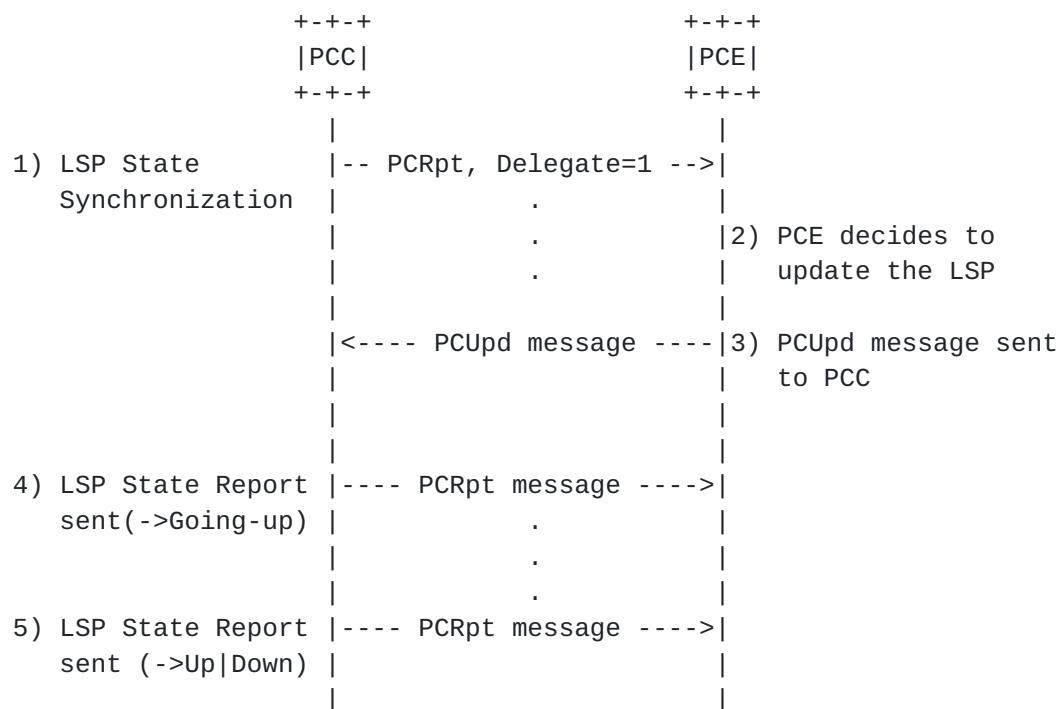 +-+-+                    +-+-+
|PCC|                    |PCE|
+-+-+                    +-+-+
|                        |
1) LSP State        |-- PCRpt, Delegate=1 -->|
Synchronization  |            .           |
|            .           |2) PCE decides to
|            .           |   update the LSP
|                        |
|<---- PCUpd message ----|3) PCUpd message sent
|                        |   to PCC
|                        |
|                        |
4) LSP State Report |---- PCRpt message ---->|
sent(->Going-up) |            .           |
|            .           |
|            .           |
5) LSP State Report |---- PCRpt message ---->|
sent (->Up|Down) |                        |
|                        |